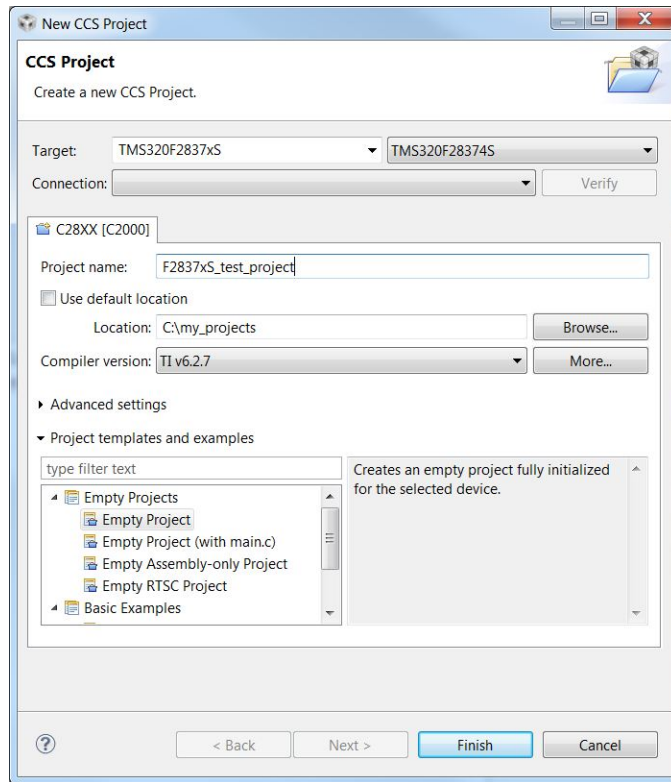 New CCS Project
CCS Project
Create a new CCS Project.
Target: TMS320F2837xS TMS320F28374S
Connection: Verify
C28XX [C2000]
Project name: F2837xS_test_project
Use default location
Location: C:\my_projects Browse...
Compiler version: TI v6.2.7 More...
Advanced settings
Project templates and examples
type filter text
Creates an empty project fully initialized
for the selected device.
Empty Projects
Empty Project
Empty Project (with main.c)
Empty Assembly-only Project
Empty RTSC Project
Basic Examples
? < Back Next > Finish Cancel